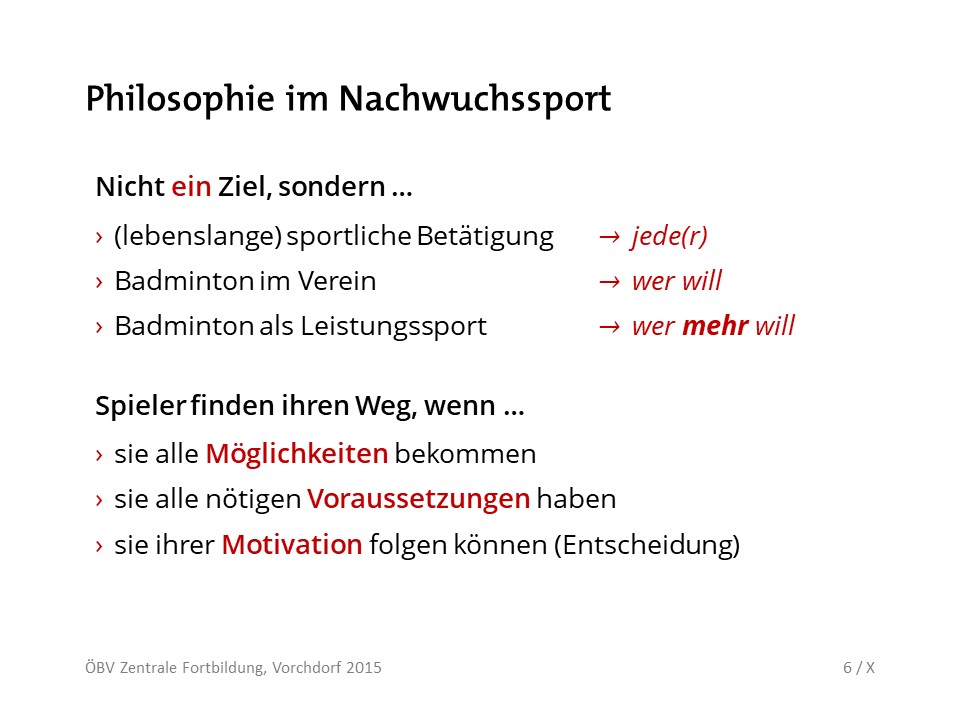 Philosophie im Nachwuchssport
Nicht ein Ziel, sondern ...
› (lebenslange) sportliche Betätigung → jede(r)
› Badminton im Verein → wer will
› Badminton als Leistungssport → wer mehr will
Spieler finden ihren Weg, wenn ...
› sie alle Möglichkeiten bekommen
› sie alle nötigen Voraussetzungen haben
› sie ihrer Motivation folgen können (Entscheidung)
ÖBV Zentrale Fortbildung, Vorchdorf 2015 6 / X